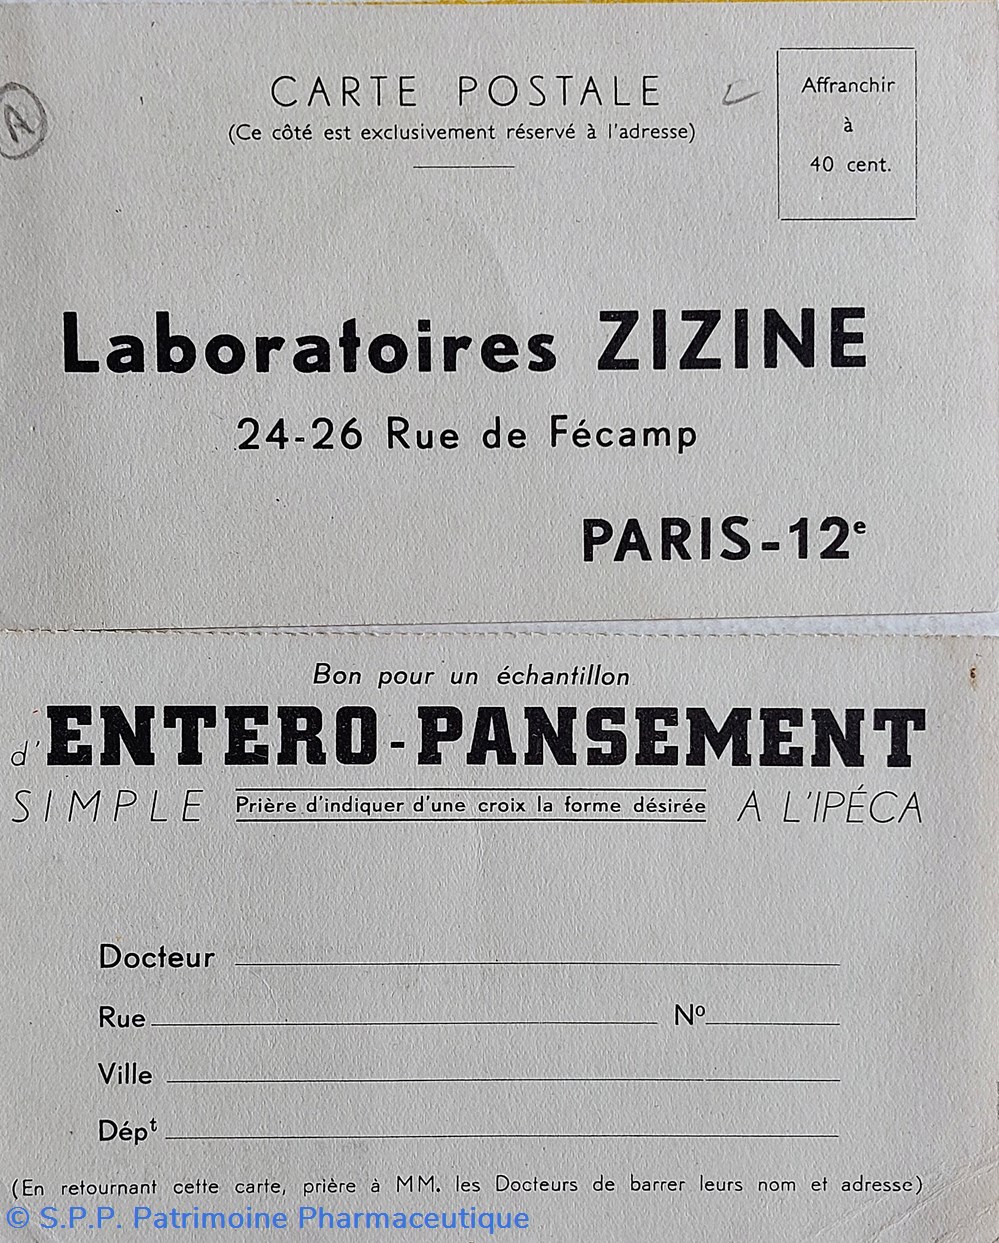 CARTE POSTALE
(Ce côté est exclusivement réservé à l'adresse)
Affranchir
à
40 cent.
R
Laboratoires ZIZINE
24-26 Rue de Fécamp
PARIS-12e
Bon pour un échantillon
d'ENTERO-PANSEMENT
SIMPLE Prière d'indiquer d'une croix la forme désirée A L'IPÉCA
Docteur
Rue Nº
Ville
Dépt
(En retournant cette carte, prière à MM. les Docteurs de barrer leurs nom et adresse)
© S.P.P. Patrimoine Pharmaceutique